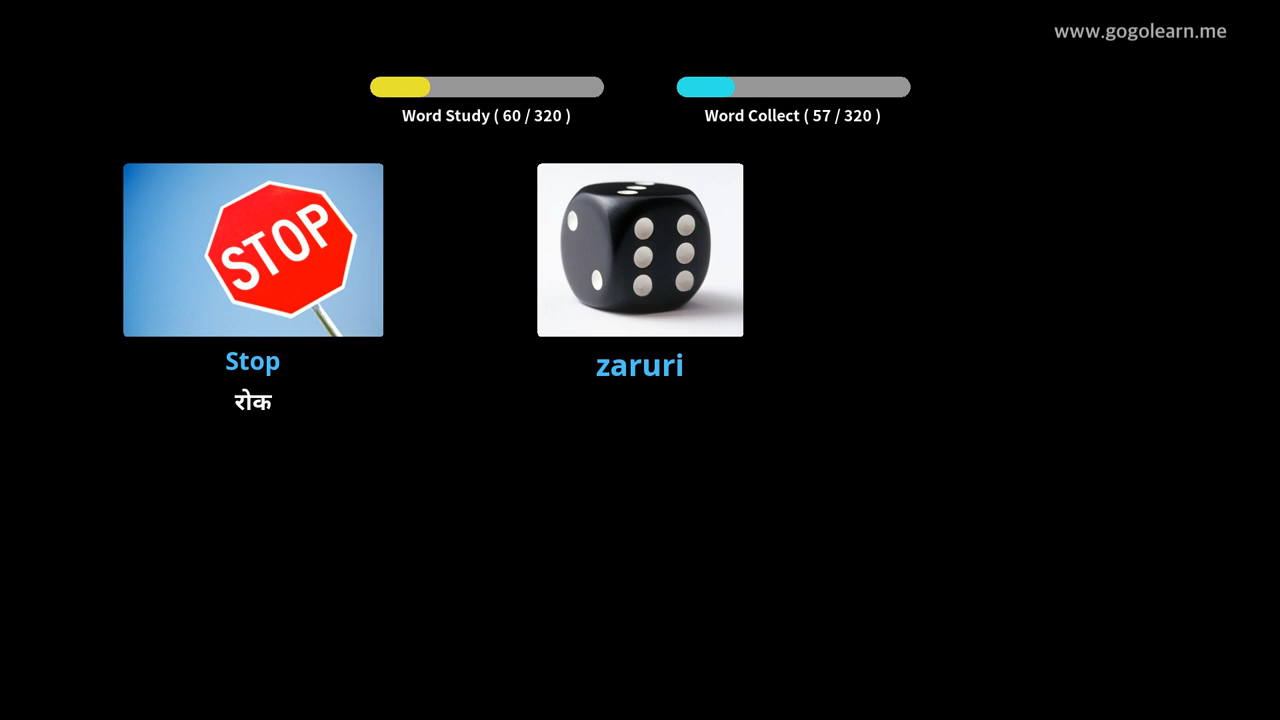 www.gogolearn.me
Word Study ( 60 / 320 )
Word Collect ( 57 / 320 )
STOP
Stop
रोक
zaruri